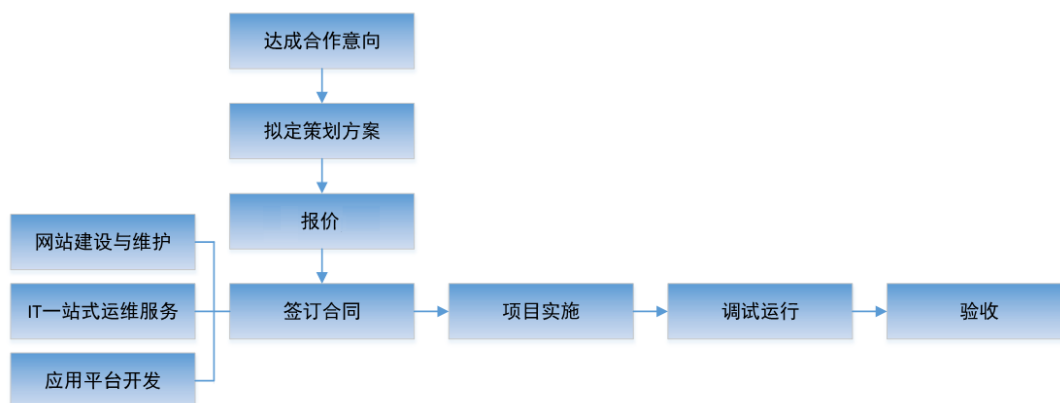 达成合作意向
拟定策划方案
报价
网站建设与维护
IT一站式运维服务
签订合同
项目实施
调试运行
验收
应用平台开发